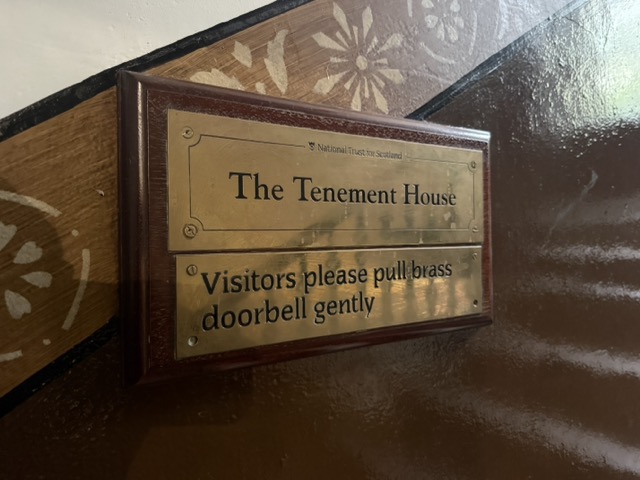 National Trust for Scotland
The Tenement House
Visitors please pull brass
doorbell gently